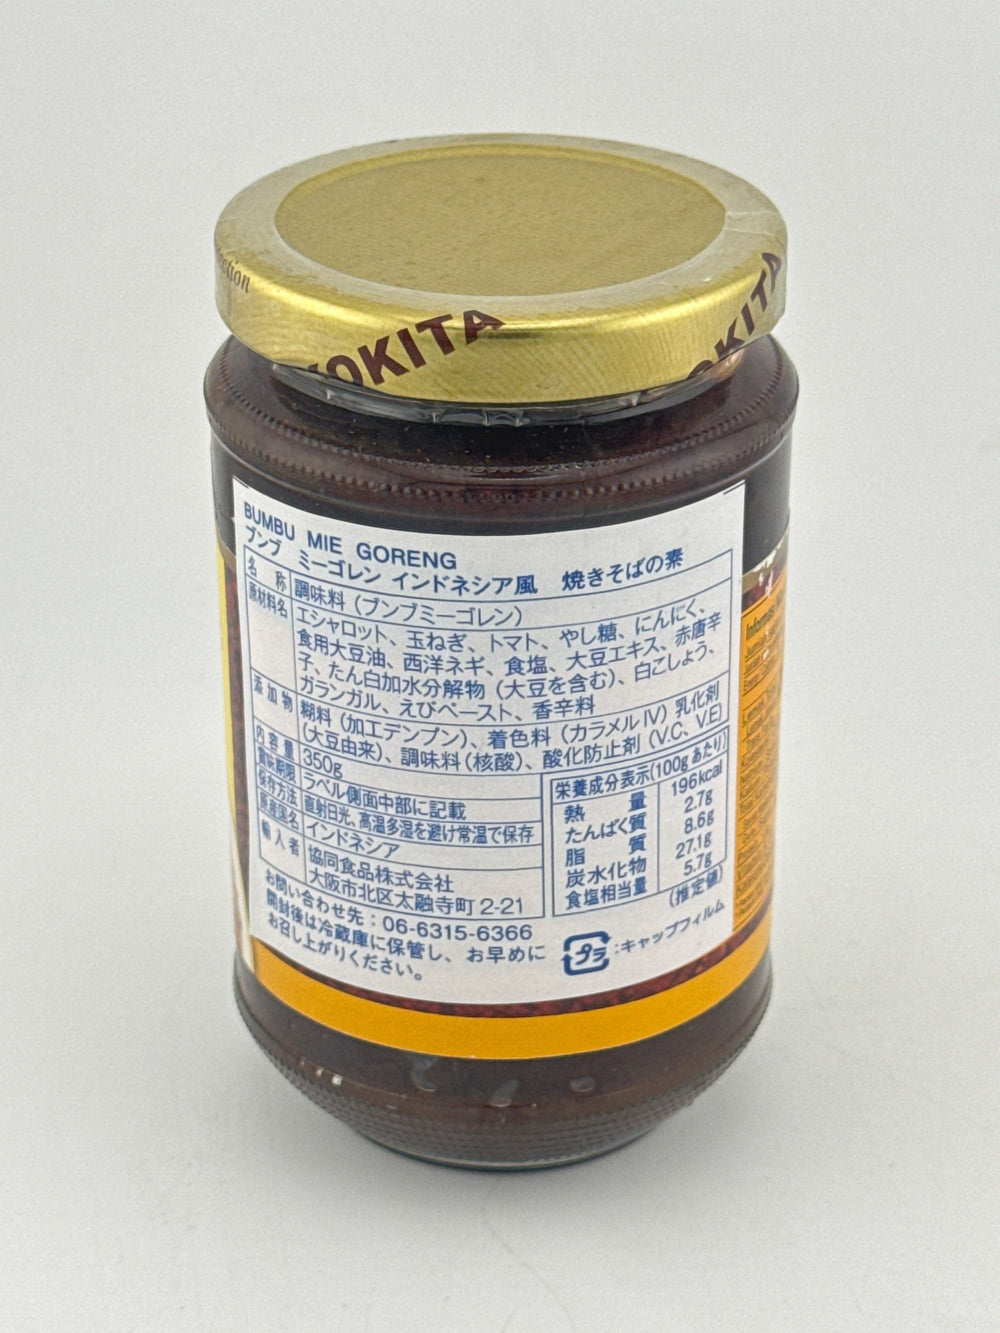 KOKITA
BUMBU MIE GORENG
ブンブ ミーゴレン インドネシア風 焼きそばの素
名 称 調味料(ブンブミーゴレン)
原材料名 エシャロット、玉ねぎ、トマト、やし糖、にんにく、
食用大豆油、西洋ネギ、食塩、大豆エキス、赤唐辛
子、たん白加水分解物(大豆を含む)、白こしょう、
ガランガル、えびペースト、香辛料
添加物 糊料(加工デンプン)、着色料(カラメルⅣ)乳化剤
(大豆由来)、調味料(核酸)、酸化防止剤(V.C、V.E)
内容量 350g
賞味期限 ラベル側面中部に記載
保存方法 直射日光、高温多湿を避け常温で保存
原産国名 インドネシア
輸入者 協同食品株式会社
大阪市北区太融寺町 2-21
栄養成分表示(100gあたり)
熱量 196kcal
たんぱく質 2.7g
脂質 8.6g
炭水化物 27.1g
食塩相当量 5.7g
(推定値)
お問い合わせ先:06-6315-6366
開封後は冷蔵庫に保管し、お早めに
お召し上がりください。
プラ :キャップフィルム